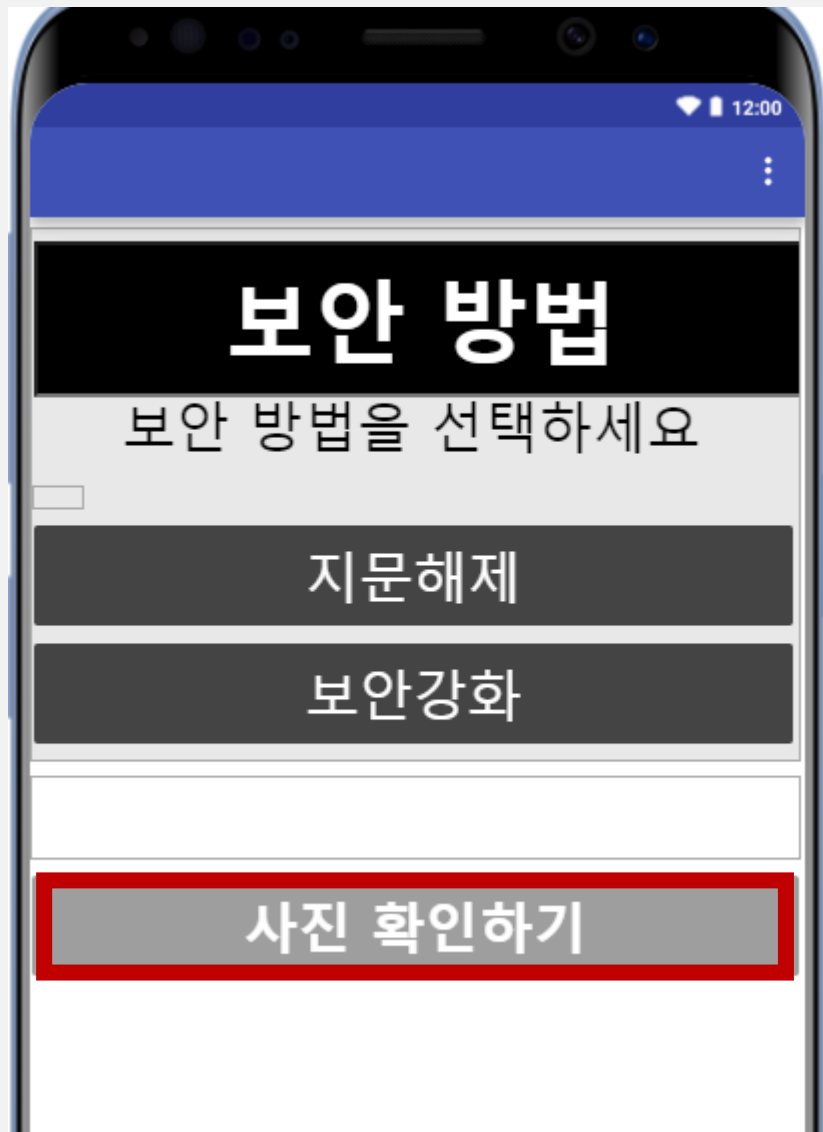 12:00
보안 방법
보안 방법을 선택하세요
지문해제
보안강화
사진 확인하기